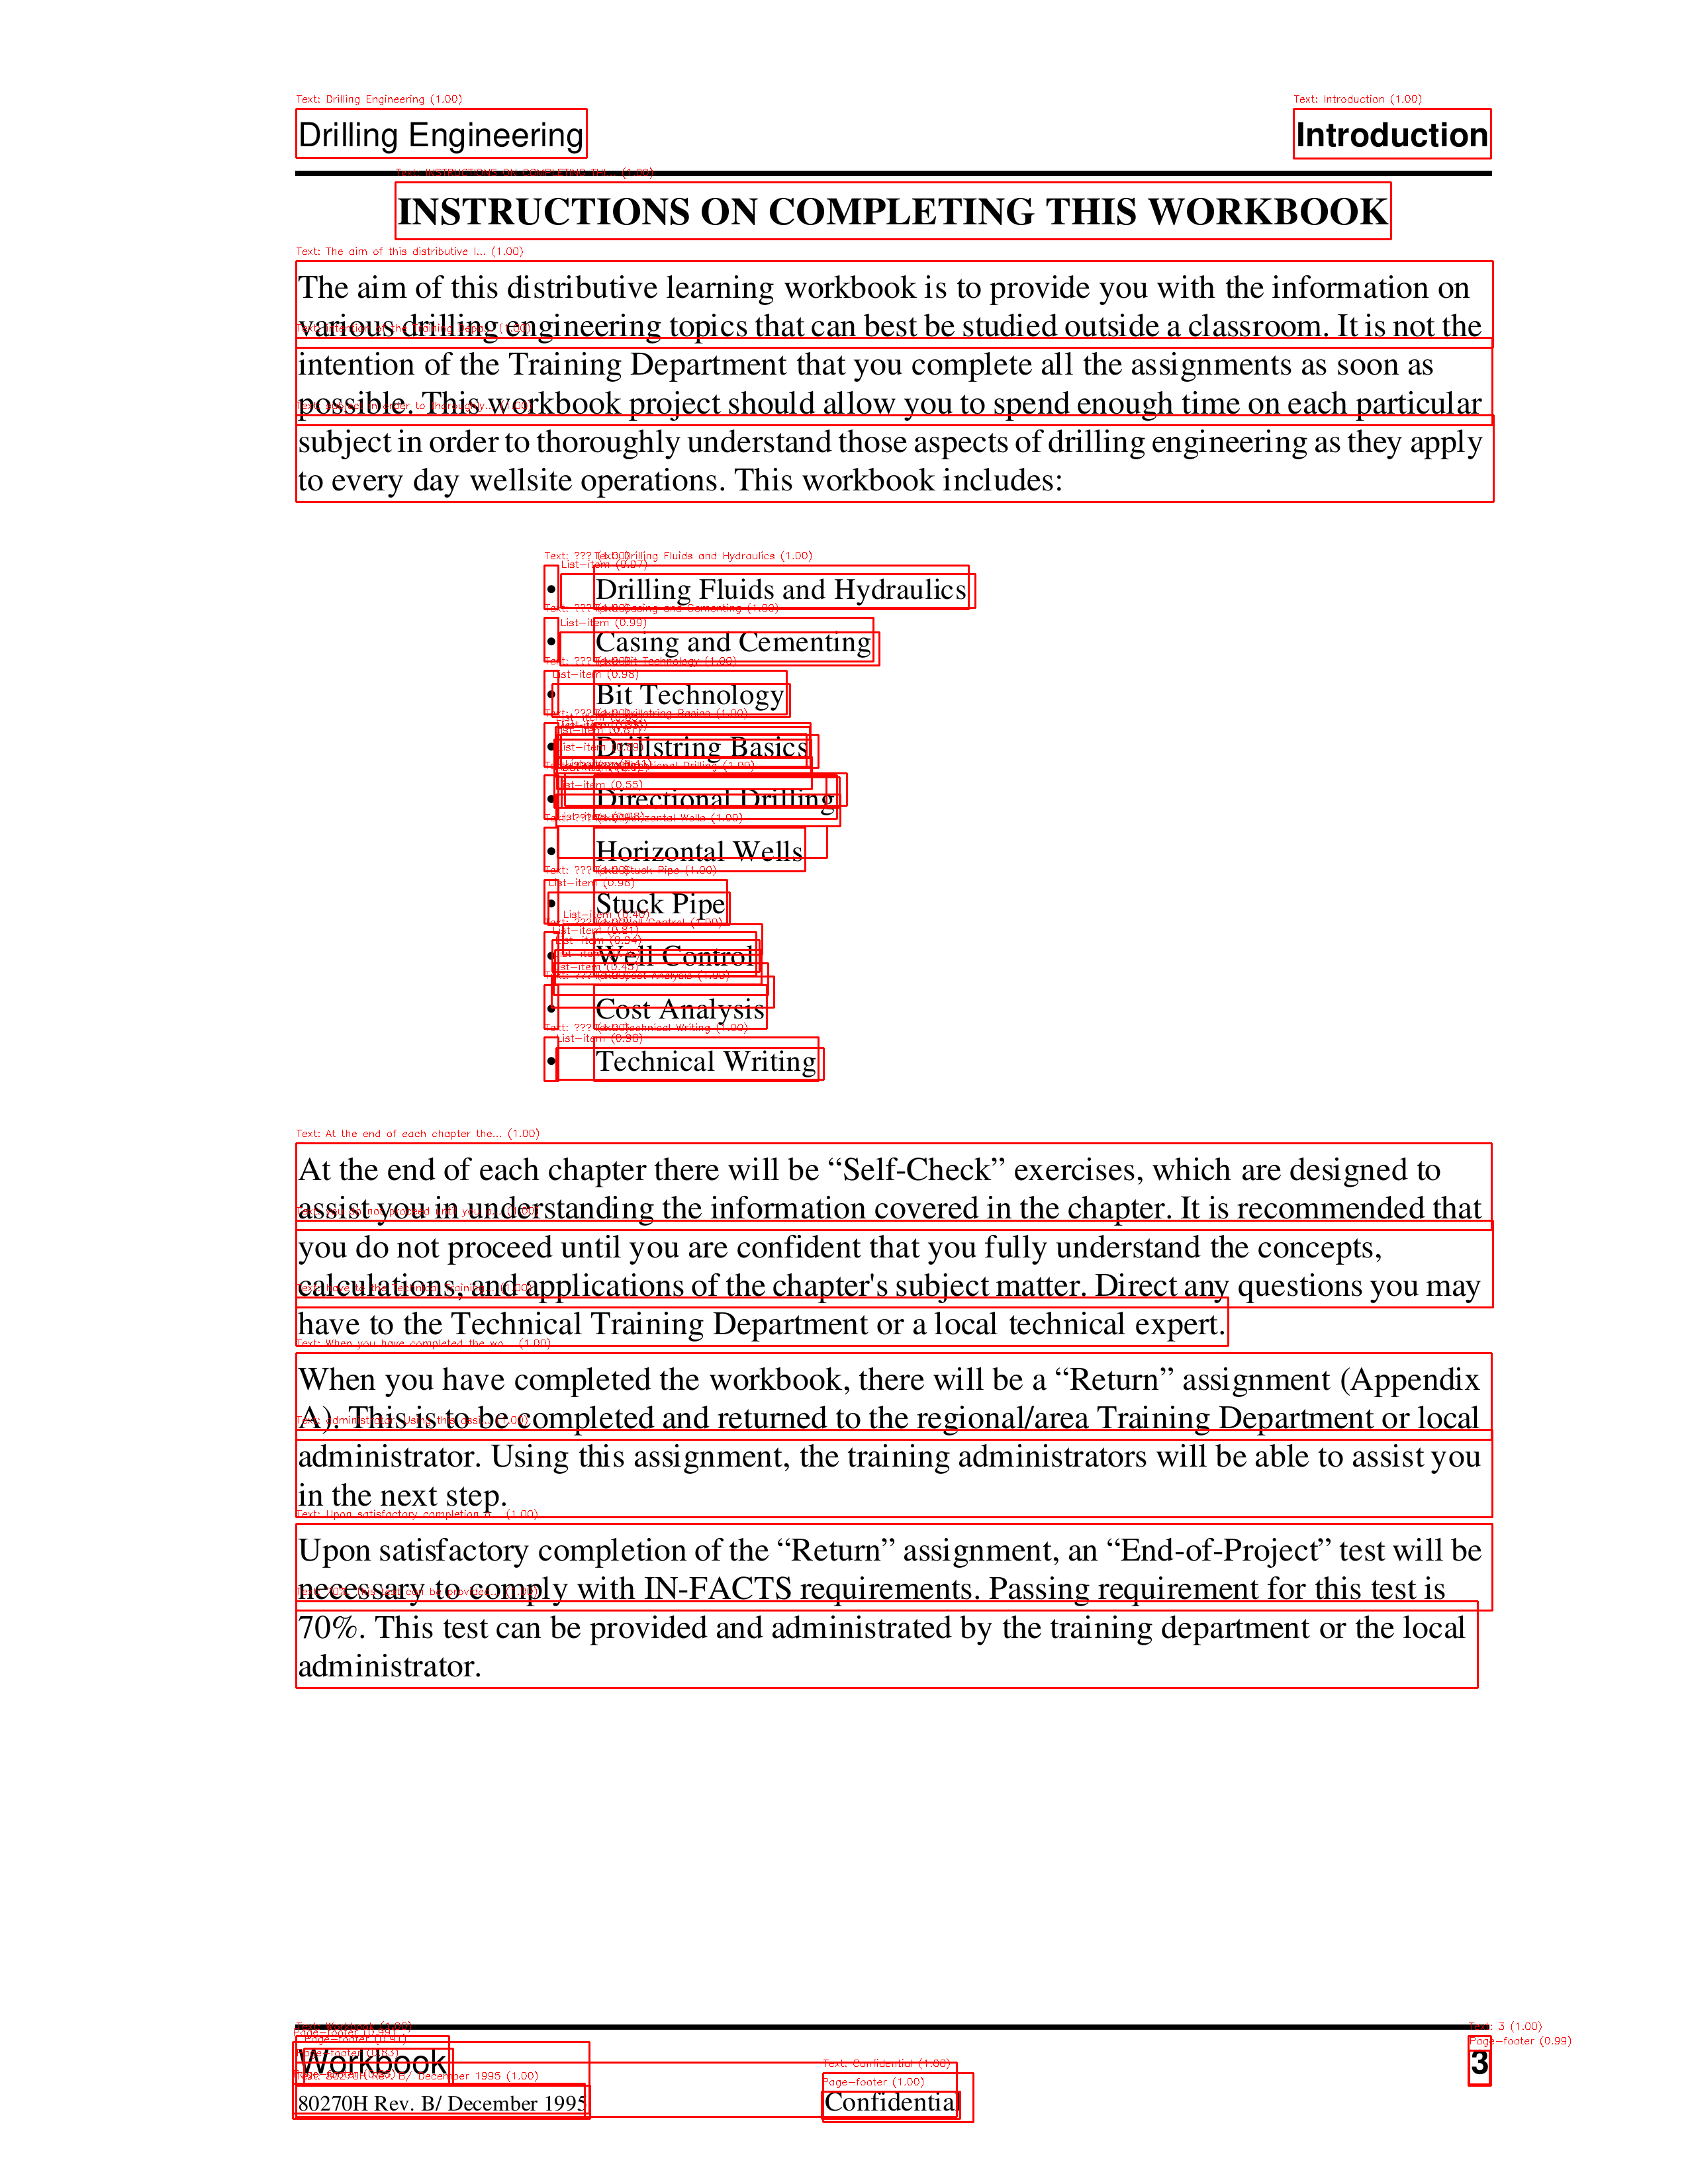 Drilling Engineering
Introduction
INSTRUCTIONS ON COMPLETING THIS WORKBOOK
The aim of this distributive learning workbook is to provide you with the information on
various drilling engineering topics that can best be studied outside a classroom. It is not the
intention of the Training Department that you complete all the assignments as soon as
possible. This workbook project should allow you to spend enough time on each particular
subject in order to thoroughly understand those aspects of drilling engineering as they apply
to every day wellsite operations. This workbook includes:
• Drilling Fluids and Hydraulics
• Casing and Cementing
• Bit Technology
• Drillstring Basics
• Directional Drilling
• Horizontal Wells
• Stuck Pipe
• Well Control
• Cost Analysis
• Technical Writing
At the end of each chapter there will be “Self-Check” exercises, which are designed to
assist you in understanding the information covered in the chapter. It is recommended that
you do not proceed until you are confident that you fully understand the concepts,
calculations, and applications of the chapter's subject matter. Direct any questions you may
have to the Technical Training Department or a local technical expert.
When you have completed the workbook, there will be a “Return” assignment (Appendix
A). This is to be completed and returned to the regional/area Training Department or local
administrator. Using this assignment, the training administrators will be able to assist you
in the next step.
Upon satisfactory completion of the “Return” assignment, an “End-of-Project” test will be
necessary to comply with IN-FACTS requirements. Passing requirement for this test is
70%. This test can be provided and administrated by the training department or the local
administrator.
Workbook
3
80270H Rev. B/ December 1995
Confidential